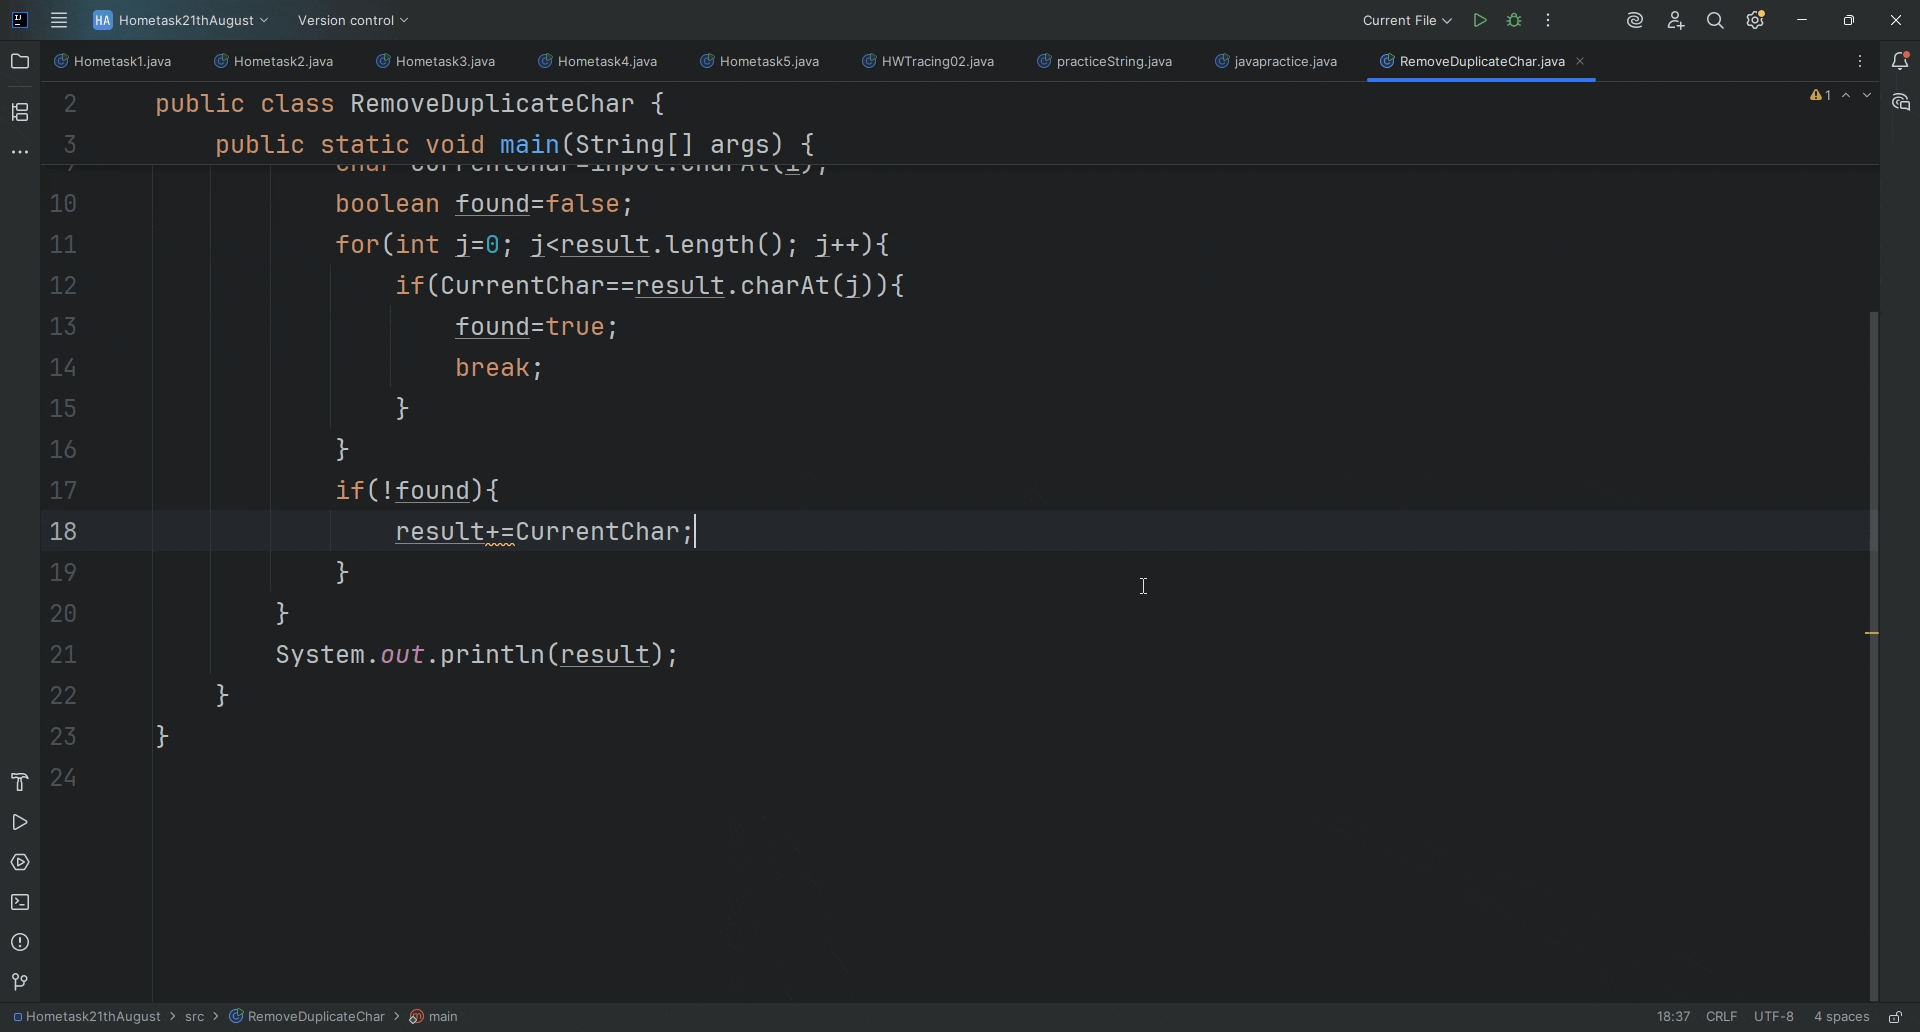 HA Hometask21thAugust Version control Current File
Hometask1.java Hometask2.java Hometask3.java Hometask4.java Hometask5.java HWTracing02.java practiceString.java javapractice.java RemoveDuplicateChar.java
2 public class RemoveDuplicateChar { 1
3 public static void main(String[] args) {
10 boolean found=false;
11 for(int j=0; j<result.length(); j++){
12 if(CurrentChar==result.charAt(j)){
13 found=true;
14 break;
15 }
16 }
17 if(!found){
18 result+=CurrentChar;
19 }
20 }
21 System.out.println(result);
22 }
23 }
24
Hometask21thAugust > src > RemoveDuplicateChar > main 18:37 CRLF UTF-8 4 spaces